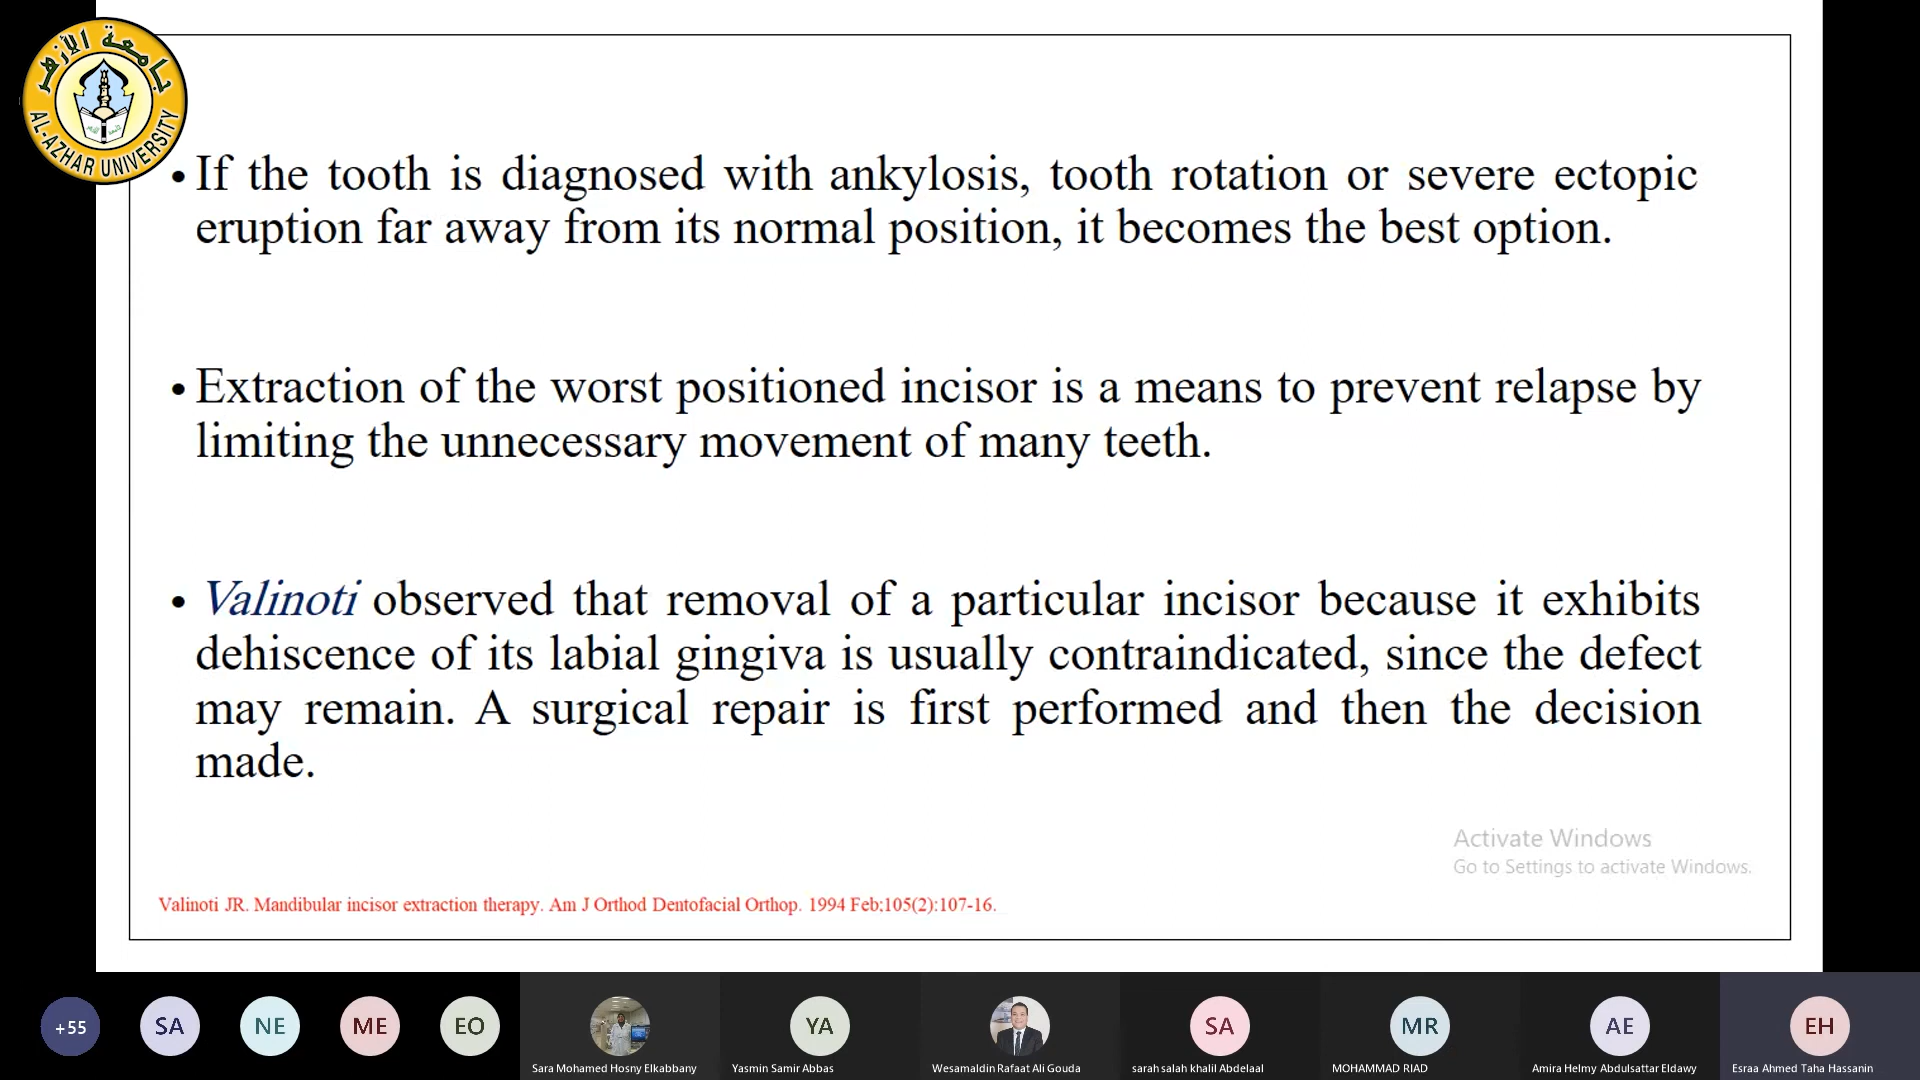 جامعة الأزهر
AL-AZHAR UNIVERSITY
• If the tooth is diagnosed with ankylosis, tooth rotation or severe ectopic
eruption far away from its normal position, it becomes the best option.
• Extraction of the worst positioned incisor is a means to prevent relapse by
limiting the unnecessary movement of many teeth.
• Valinoti observed that removal of a particular incisor because it exhibits
dehiscence of its labial gingiva is usually contraindicated, since the defect
may remain. A surgical repair is first performed and then the decision
made.
Activate Windows
Go to Settings to activate Windows.
Valinoti JR. Mandibular incisor extraction therapy. Am J Orthod Dentofacial Orthop. 1994 Feb;105(2):107-16.
+55
SA
NE
ME
EO
YA
SA
MR
AE
EH
Sara Mohamed Hosny Elkabbany
Yasmin Samir Abbas
Wesamaldin Rafaat Ali Gouda
sarah salah khalil Abdelaal
MOHAMMAD RIAD
Amira Helmy Abdulsattar Eldawy
Esraa Ahmed Taha Hassanin